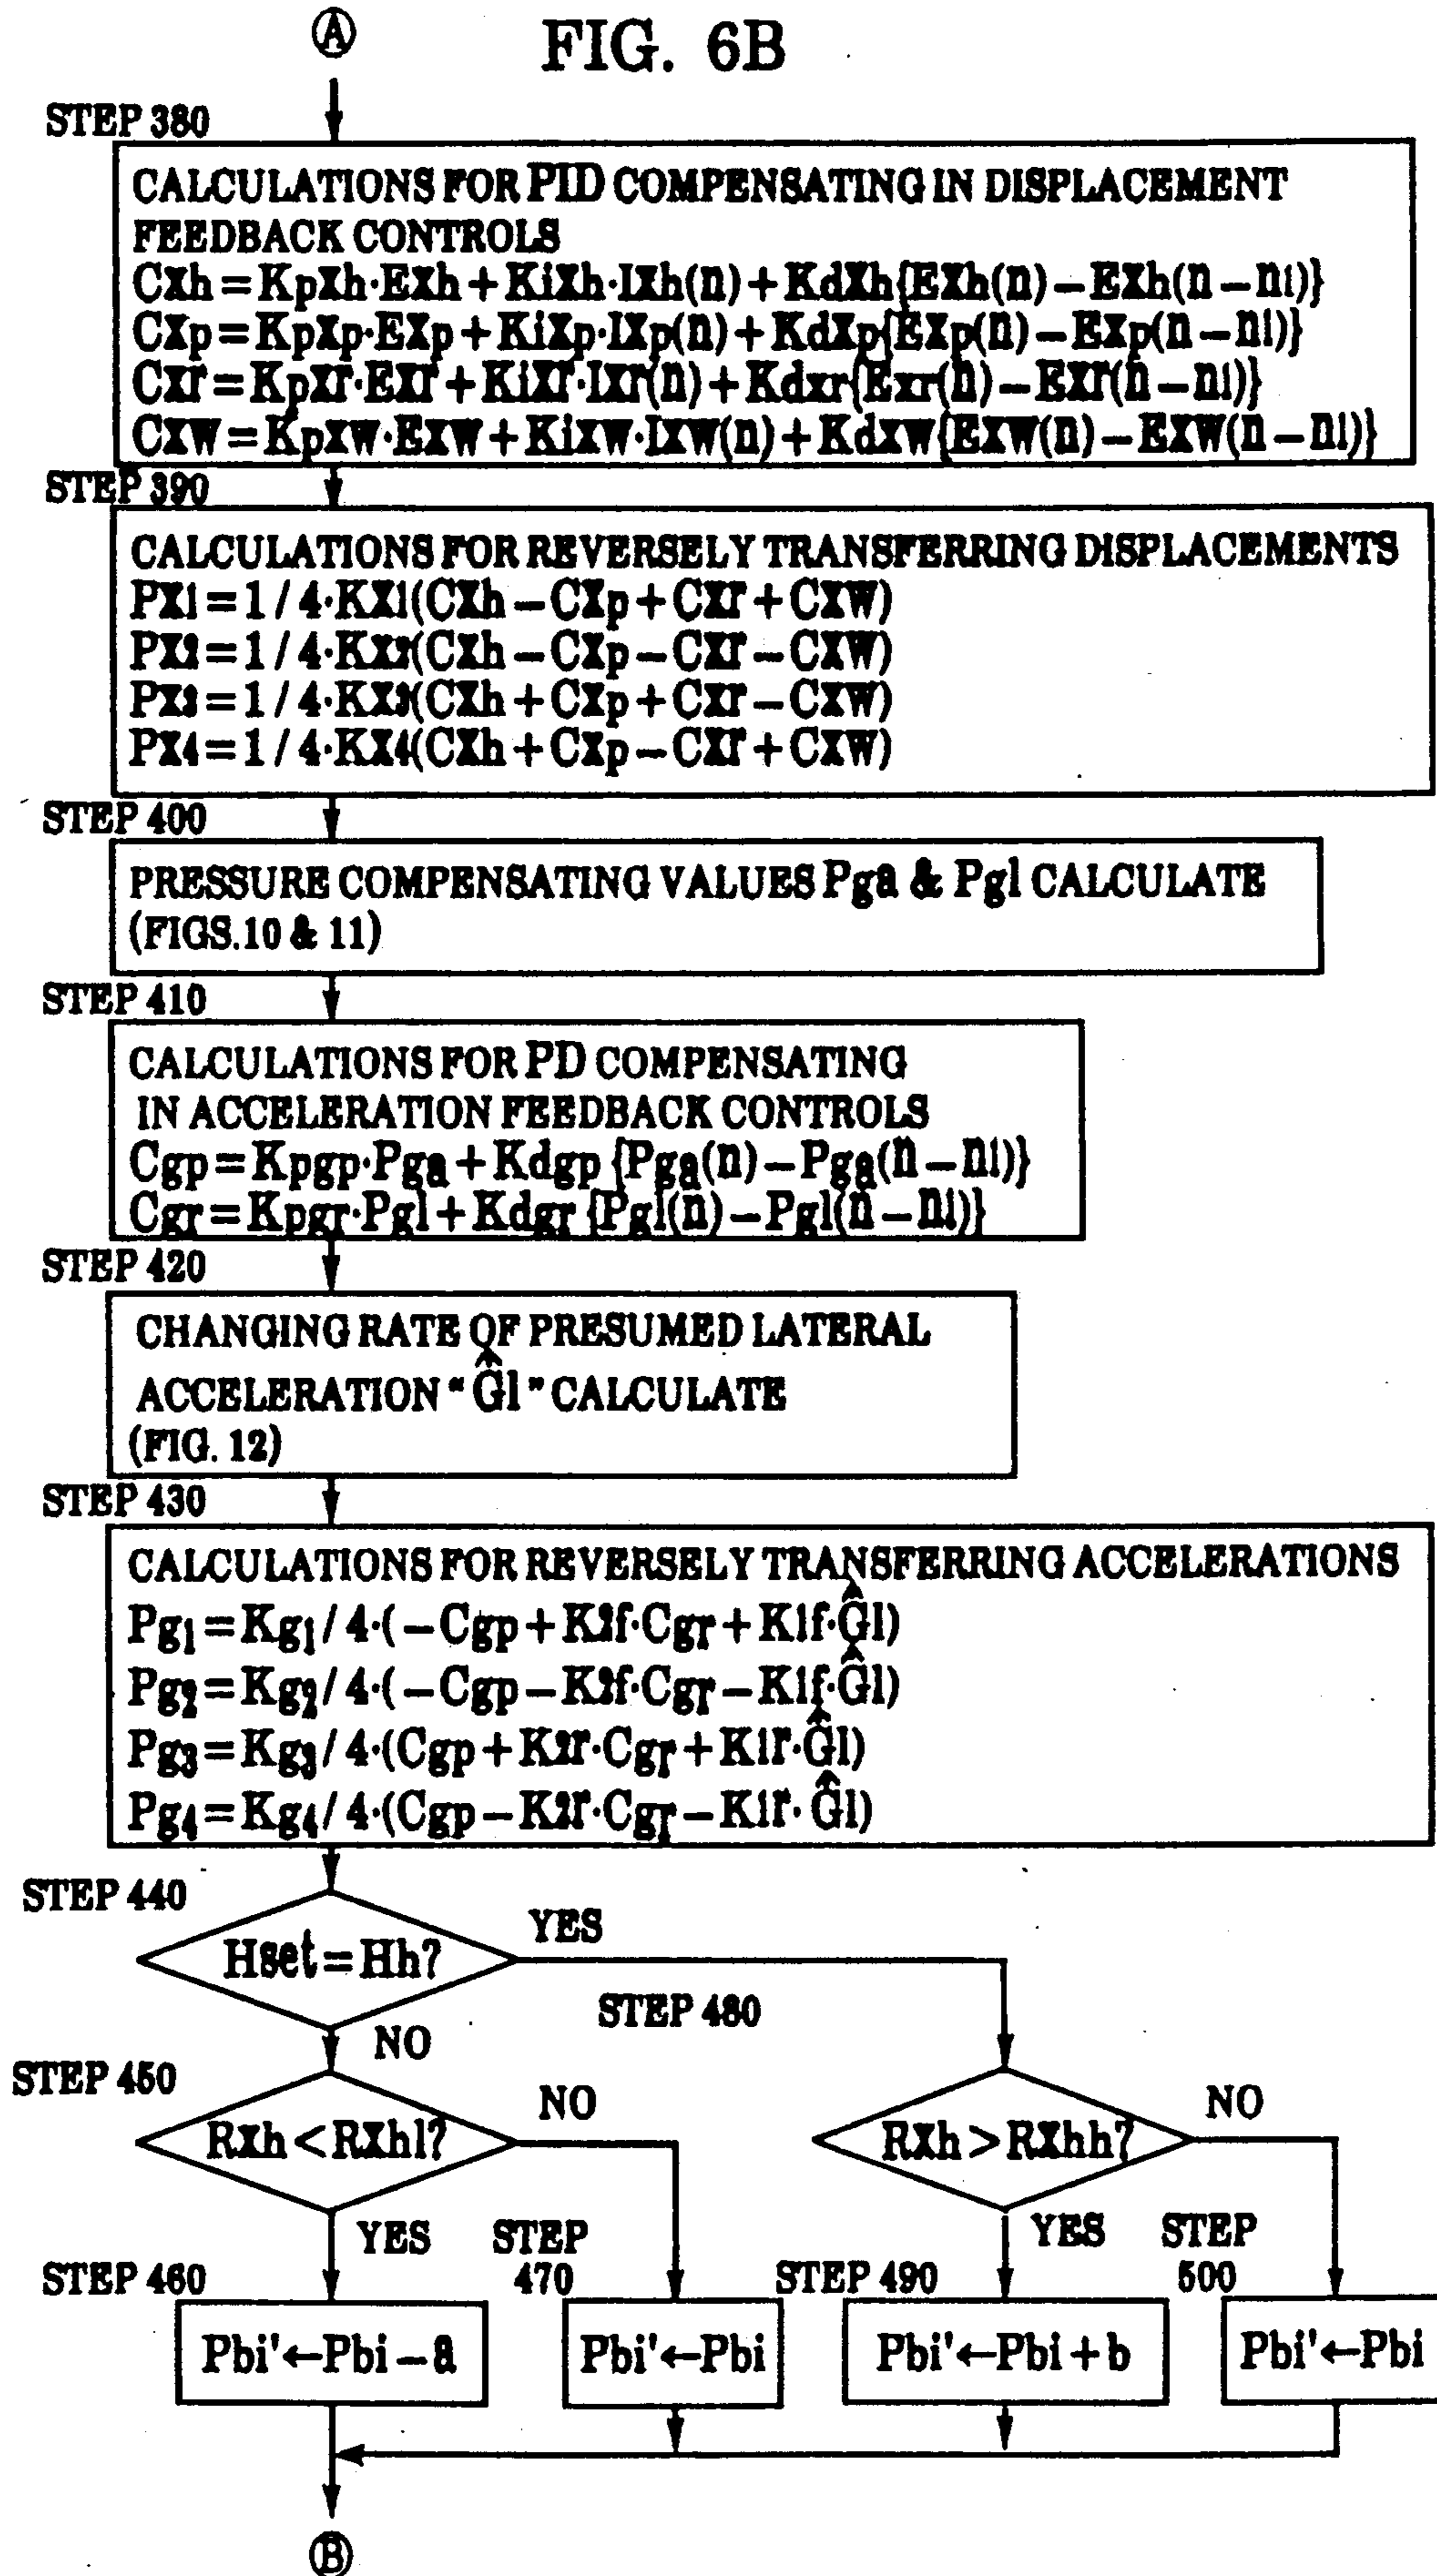 Ⓐ
FIG. 6B
STEP 380
CALCULATIONS FOR PID COMPENSATING IN DISPLACEMENT
FEEDBACK CONTROLS
CXh=KpXh·EXh+KiXh·IXh(n)+KdXh{EXh(n)−EXh(n−n1)}
CXp=KpXp·EXp+KiXp·IXp(n)+KdXp{EXp(n)−EXp(n−n1)}
CXr=KpXr·EXr+KiXr·IXr(n)+Kdxr{Exr(n)−EXr(n−n1)}
CXW=KpXW·EXW+KiXW·IXW(n)+KdXW{EXW(n)−EXW(n−n1)}
STEP 390
CALCULATIONS FOR REVERSELY TRANSFERRING DISPLACEMENTS
PX1=1/4·KX1(CXh−CXp+CXr+CXW)
PX2=1/4·KX2(CXh−CXp−CXr−CXW)
PX3=1/4·KX3(CXh+CXp+CXr−CXW)
PX4=1/4·KX4(CXh+CXp−CXr+CXW)
STEP 400
PRESSURE COMPENSATING VALUES Pga & Pgl CALCULATE
(FIGS.10 & 11)
STEP 410
CALCULATIONS FOR PD COMPENSATING
IN ACCELERATION FEEDBACK CONTROLS
Cgp=Kpgp·Pga+Kdgp{Pga(n)−Pga(n−n1)}
Cgr=Kpgr·Pgl+Kdgr{Pgl(n)−Pgl(n−n1)}
STEP 420
CHANGING RATE OF PRESUMED LATERAL
ACCELERATION "Ĝl" CALCULATE
(FIG. 12)
STEP 430
CALCULATIONS FOR REVERSELY TRANSFERRING ACCELERATIONS
Pg1=Kg1/4·(−Cgp+K2f·Cgr+K1f·Ĝl)
Pg2=Kg2/4·(−Cgp−K2f·Cgr−K1f·Ĝl)
Pg3=Kg3/4·(Cgp+K2r·Cgr+K1r·Ĝl)
Pg4=Kg4/4·(Cgp−K2r·Cgr−K1r·Ĝl)
STEP 440
Hset=Hh?
YES
NO
STEP 480
STEP 450
RXh<RXhl?
NO
RXh>RXhh?
NO
YES
STEP
470
YES
STEP
500
STEP 460
STEP 490
Pbi'←Pbi−a
Pbi'←Pbi
Pbi'←Pbi+b
Pbi'←Pbi
Ⓑ